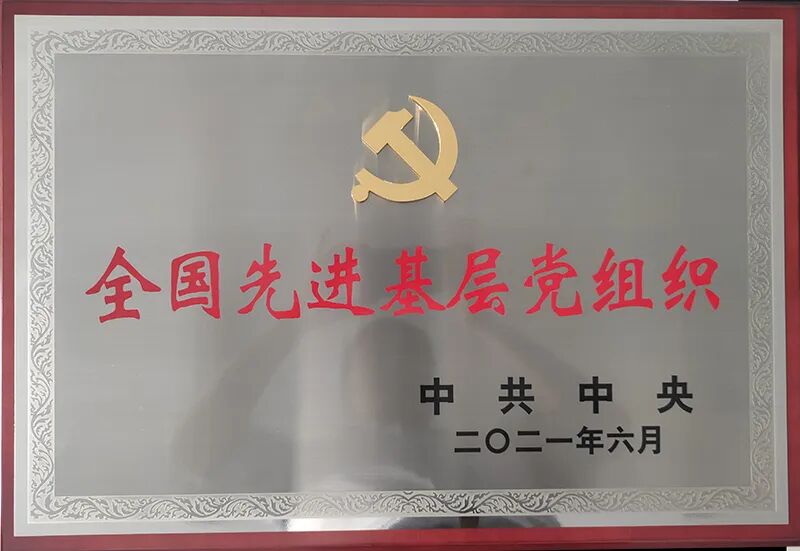 全国先进基层党组织
中共中央
二〇二一年六月